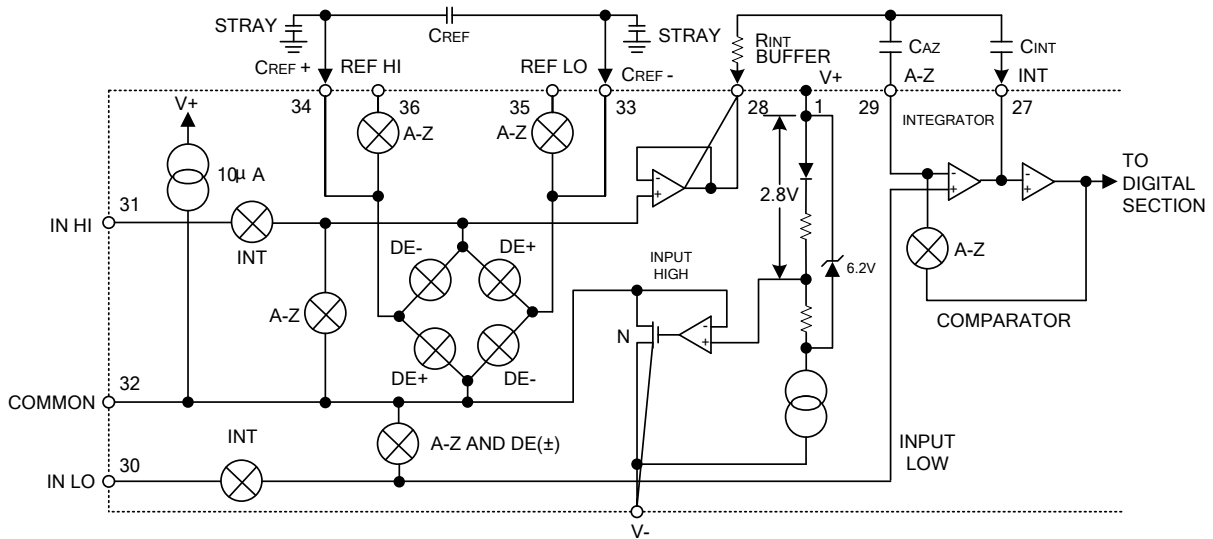 STRAY
CREF
STRAY
RINT
BUFFER
CAZ
CINT
CREF +
REF HI
REF LO
CREF -
V+
A-Z
INT
34
36
35
33
28
1
29
27
V+
A-Z
A-Z
INTEGRATOR
10µ A
TO
DIGITAL
SECTION
-
+
-
+
-
+
2.8V
31
IN HI
INT
DE-
DE+
INPUT
HIGH
6.2V
A-Z
A-Z
N
-
+
COMPARATOR
DE+
DE-
32
COMMON
INT
A-Z AND DE(±)
INPUT
LOW
30
IN LO
V-